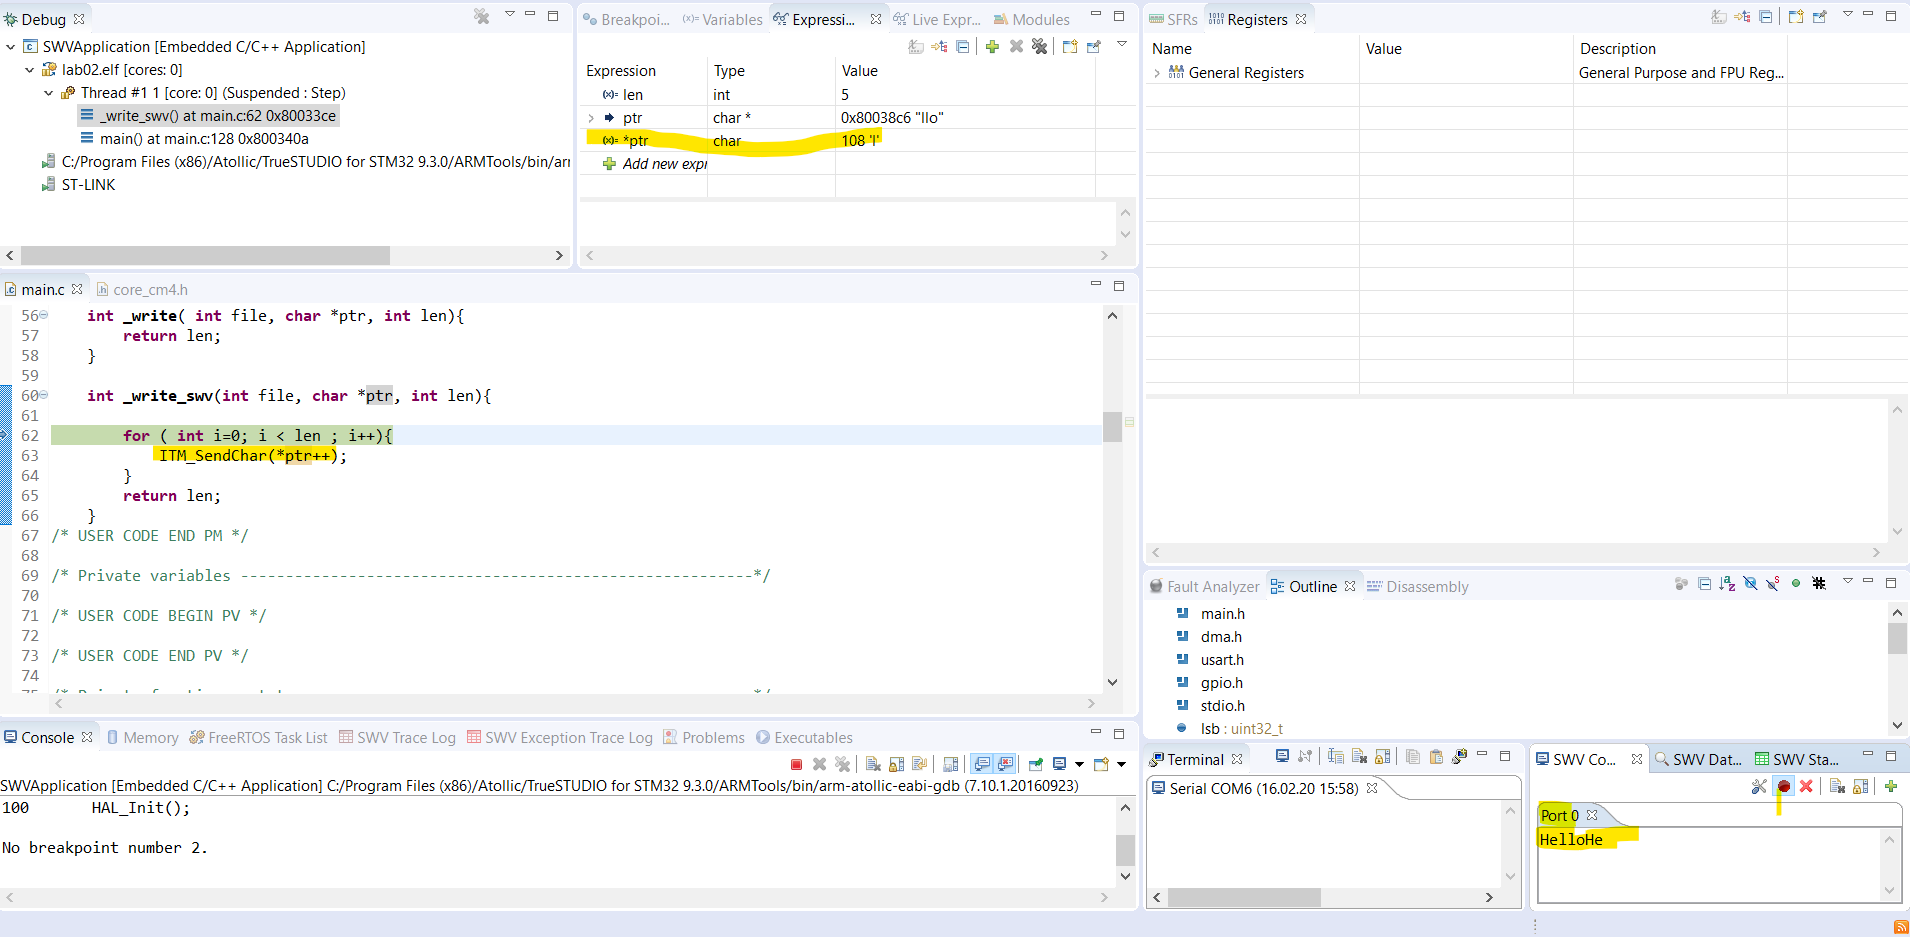 Debug
SWVApplication [Embedded C/C++ Application]
lab02.elf [cores: 0]
Thread #1 1 [core: 0] (Suspended : Step)
_write_swv() at main.c:62 0x80033ce
main() at main.c:128 0x800340a
C:/Program Files (x86)/Atollic/TrueSTUDIO for STM32 9.3.0/ARMTools/bin/arı
ST-LINK
Breakpoi... (x)= Variables Expressi... Live Expr... Modules
Expression Type Value
(x)= len int 5
ptr char * 0x80038c6 "llo"
(x)= *ptr char 108 'l'
Add new expr
SFRs Registers
Name Value Description
General Registers General Purpose and FPU Reg...
main.c core_cm4.h
56 int _write( int file, char *ptr, int len){
57 return len;
58 }
59
60 int _write_swv(int file, char *ptr, int len){
61
62 for ( int i=0; i < len ; i++){
63 ITM_SendChar(*ptr++);
64 }
65 return len;
66 }
67 /* USER CODE END PM */
68
69 /* Private variables ---------------------------------------------------------*/
70
71 /* USER CODE BEGIN PV */
72
73 /* USER CODE END PV */
74
Fault Analyzer Outline Disassembly
main.h
dma.h
usart.h
gpio.h
stdio.h
lsb : uint32_t
Console Memory FreeRTOS Task List SWV Trace Log SWV Exception Trace Log Problems Executables
SWVApplication [Embedded C/C++ Application] C:/Program Files (x86)/Atollic/TrueSTUDIO for STM32 9.3.0/ARMTools/bin/arm-atollic-eabi-gdb (7.10.1.20160923)
100 HAL_Init();
No breakpoint number 2.
Terminal
Serial COM6 (16.02.20 15:58)
SWV Co... SWV Dat... SWV Sta...
Port 0
HelloHe